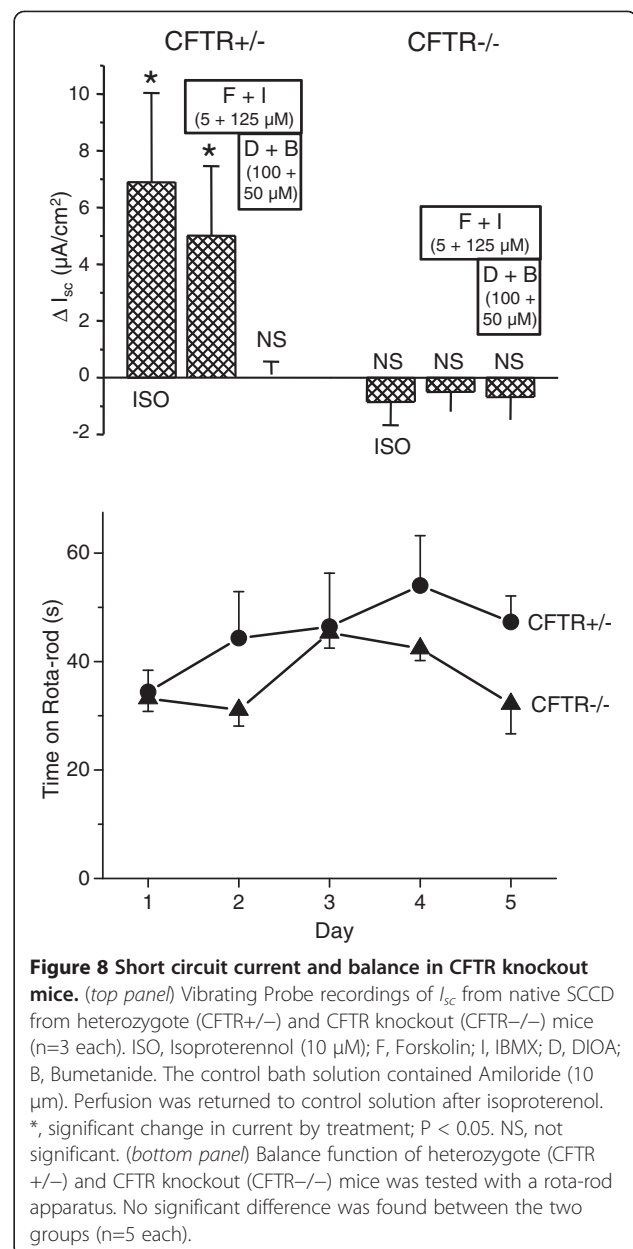 CFTR+/- CFTR-/-
10
8
6
4
2
0
-2
Δ Isc (µA/cm²)
*
*
F + I
(5 + 125 µM)
D + B
(100 +
50 µM)
NS
ISO
F + I
(5 + 125 µM)
D + B
(100 +
50 µM)
NS NS NS
ISO
60
40
20
0
Time on Rota-rod (s)
CFTR+/-
CFTR-/-
1 2 3 4 5
Day
Figure 8 Short circuit current and balance in CFTR knockout
mice. (top panel) Vibrating Probe recordings of Isc from native SCCD
from heterozygote (CFTR+/−) and CFTR knockout (CFTR−/−) mice
(n=3 each). ISO, Isoproterennol (10 µM); F, Forskolin; I, IBMX; D, DIOA;
B, Bumetanide. The control bath solution contained Amiloride (10
µm). Perfusion was returned to control solution after isoproterenol.
*, significant change in current by treatment; P < 0.05. NS, not
significant. (bottom panel) Balance function of heterozygote (CFTR
+/−) and CFTR knockout (CFTR−/−) mice was tested with a rota-rod
apparatus. No significant difference was found between the two
groups (n=5 each).